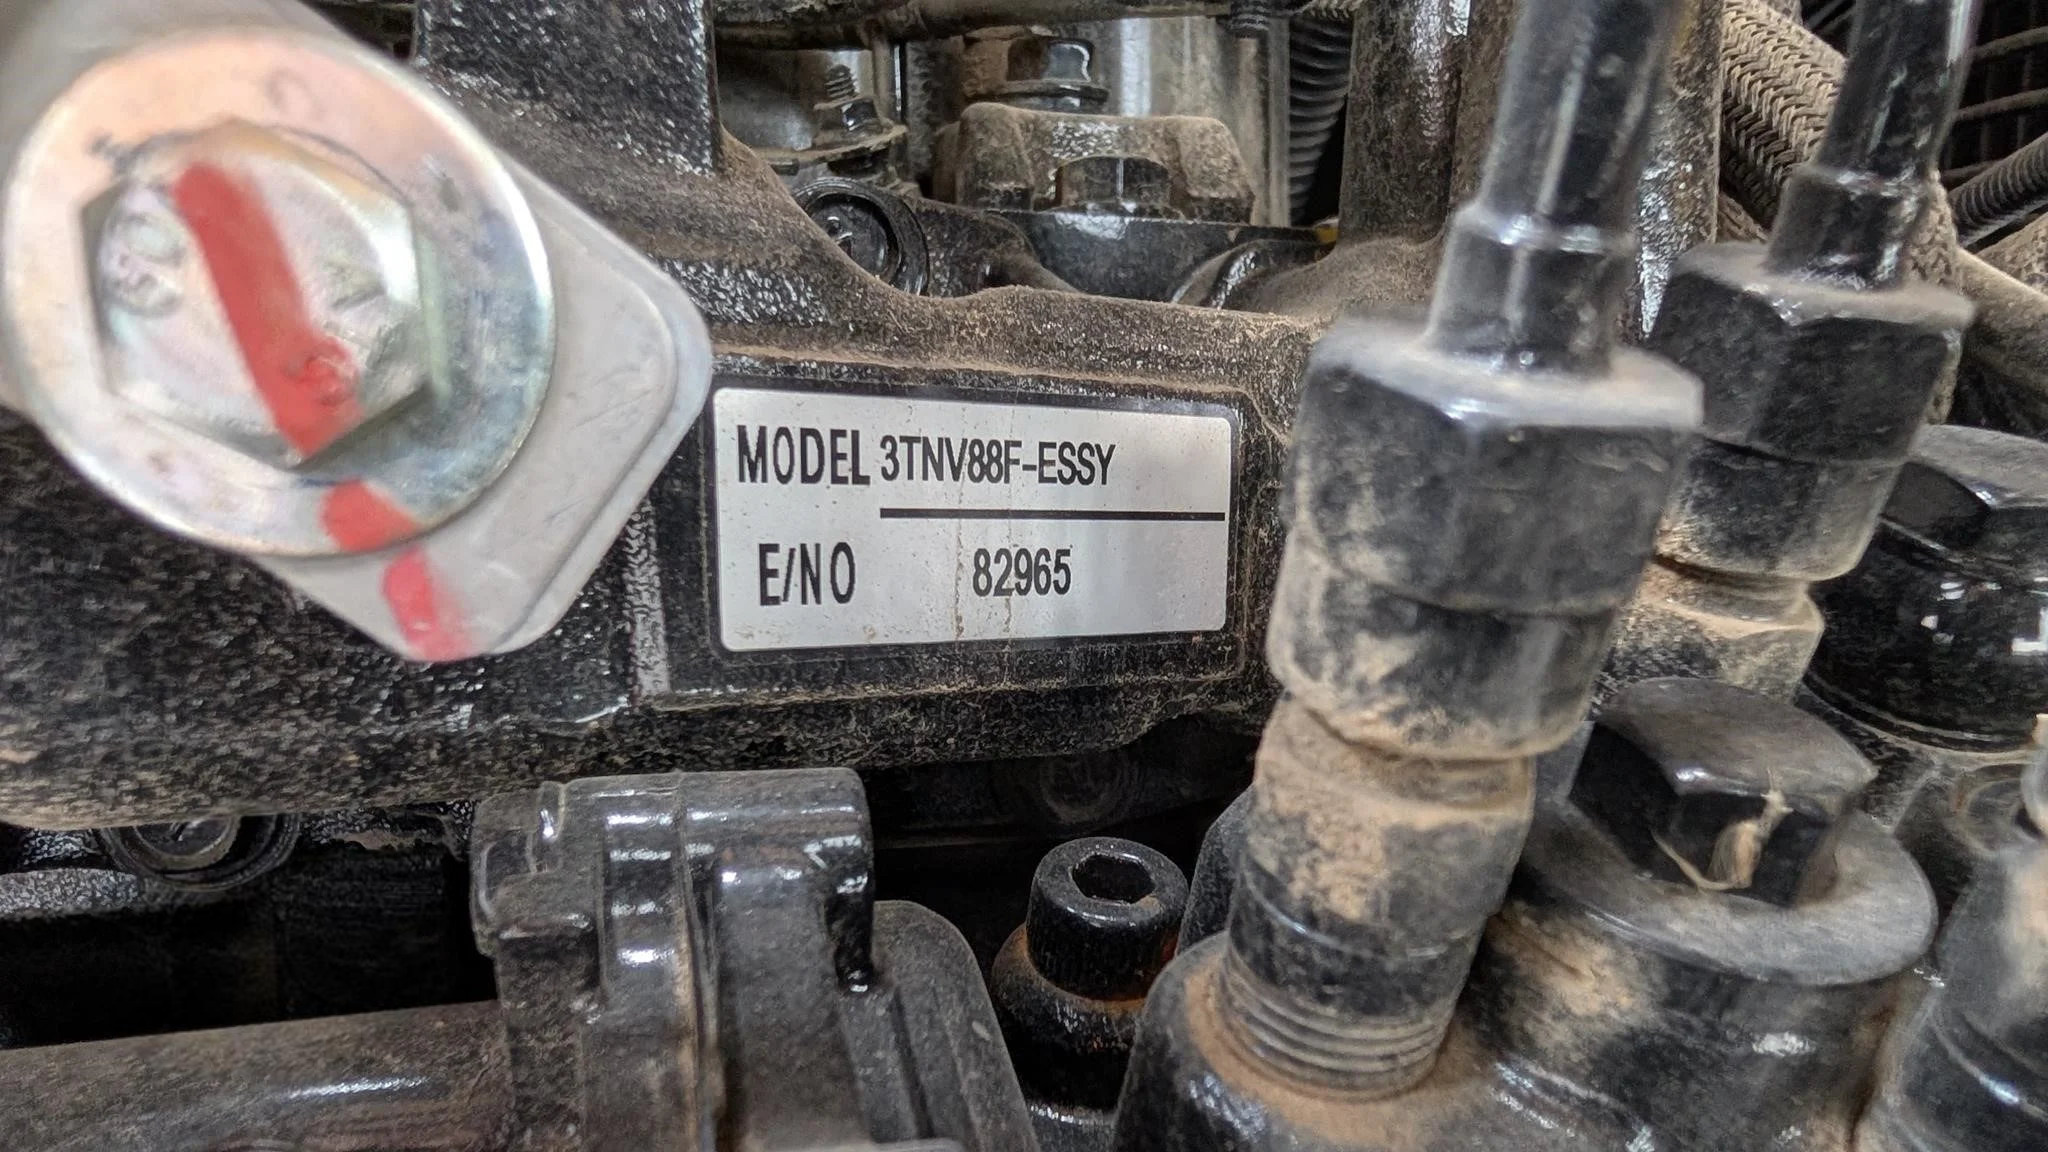 MODEL 3TNV88F-ESSY
E/NO 82965